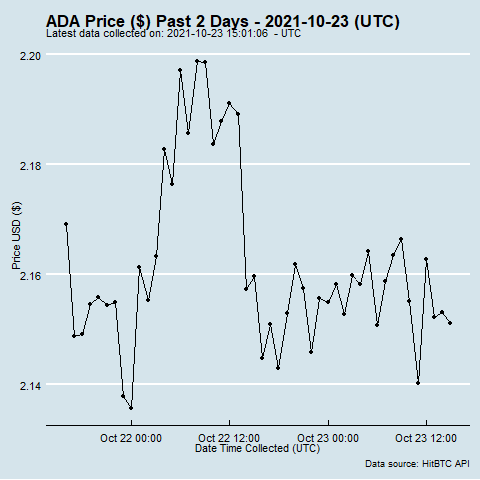 ADA Price ($) Past 2 Days - 2021-10-23 (UTC)
Latest data collected on: 2021-10-23 15:01:06 - UTC
2.20
2.18
2.16
2.14
Price USD ($)
Oct 22 00:00 Oct 22 12:00 Oct 23 00:00 Oct 23 12:00
Date Time Collected (UTC)
Data source: HitBTC API